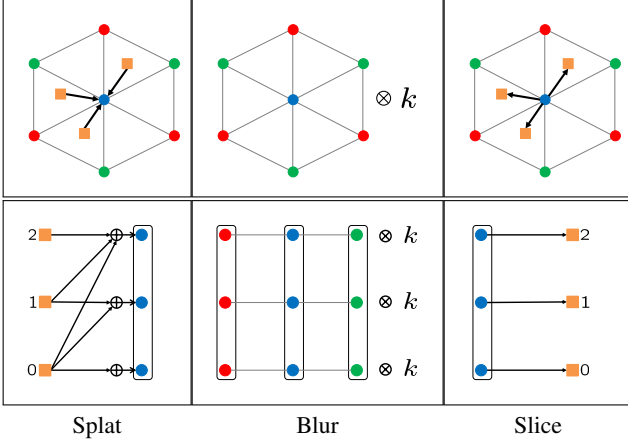 ⊗ k
2 ⊕ ⊗ k 2
1 ⊕ ⊗ k 1
0 ⊕ ⊗ k 0
Splat Blur Slice